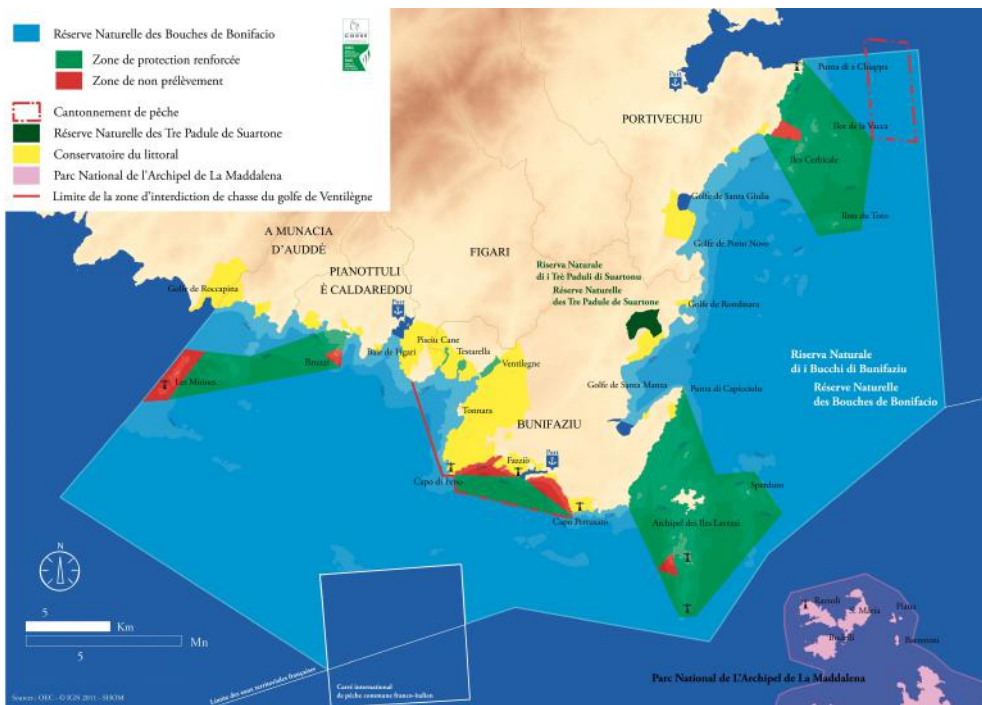 Réserve Naturelle des Bouches de Bonifacio
Zone de protection renforcée
Zone de non prélèvement
Cantonnement de pêche
Réserve Naturelle des Tre Padule de Suartone
Conservatoire du littoral
Parc National de l'Archipel de La Maddalena
Limite de la zone d'interdiction de chasse du golfe de Ventilègne
Port
Punta di a Chiappa
PORTIVECHJU
Ilot de la Vacca
Iles Cerbicale
Golfe de Santa Giulia
Ilots du Toro
A MUNACIA
D'AUDDÈ
FIGARI
Golfe de Porto Novo
PIANOTTULI
È CALDAREDDU
Riserva Naturale
di i Trè Paduli di Suartonu
Réserve Naturelle
des Tre Padule de Suartone
Golfe de Roccapina
Golfe de Rondinara
Port
Pisciu Cane
Baie de Figari
Testarella
Ventilegne
Bruzzi
Les Moines
Riserva Naturale
di i Bucchi di Bunifaziu
Réserve Naturelle
des Bouches de Bonifacio
Golfe de Santa Manza
Punta di Capicciolu
Tonnara
BUNIFAZIU
Fazziò
Port
Capo di Feno
Sperduto
Capo Pertusato
Archipel des Iles Lavezzi
N
5
Km
Mn
5
Razzoli
S. Maria
Budelli
Parc National de L'Archipel de La Maddalena
Limite des eaux territoriales françaises
Carré international
de pêche commune franco-italien
Sources : OEC - © IGN 2011 - SHOM